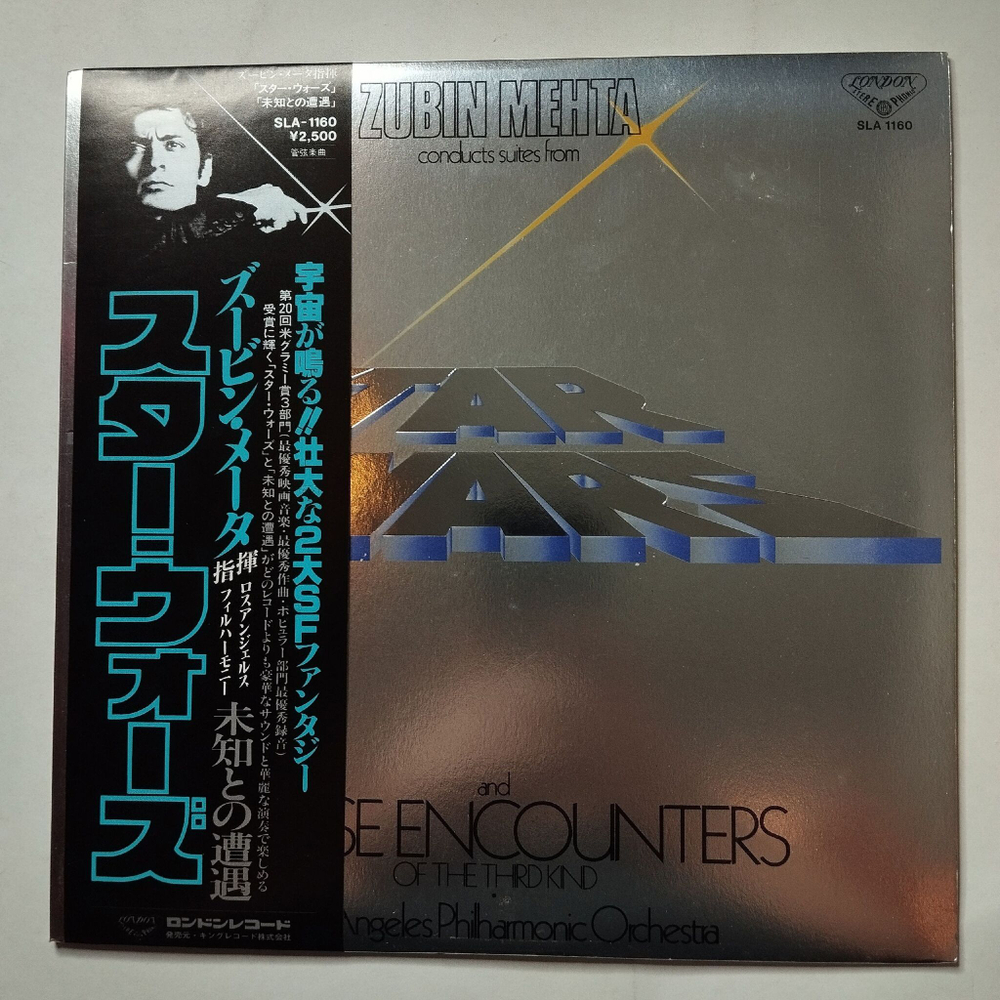 ズービン・メータ指揮
「スター・ウォーズ」
「未知との遭遇」
SLA-1160
¥2,500
管弦楽曲
宇宙が鳴る!!壮大な2大SFファンタジー
第20回米グラミー賞3部門(最優秀映画音楽・最優秀作曲・ポピュラー部門最優秀録音)
受賞に輝く「スター・ウォーズ」と「未知との遭遇」がどのレコードよりも豪華なサウンドと華麗な演奏で楽しめる
ズービン・メータ指揮
ロスアンジェルス
フィルハーモニー
未知との遭遇
スター・ウォーズ
LONDON
ロンドンレコード
発売元・キングレコード株式会社
ZUBIN MEHTA
conducts suites from
LONDON
STEREO PHONIC
SLA 1160
TAR
WARS
and
SE ENCOUNTERS
OF THE THIRD KIND
Angeles Philharmonic Orchestra